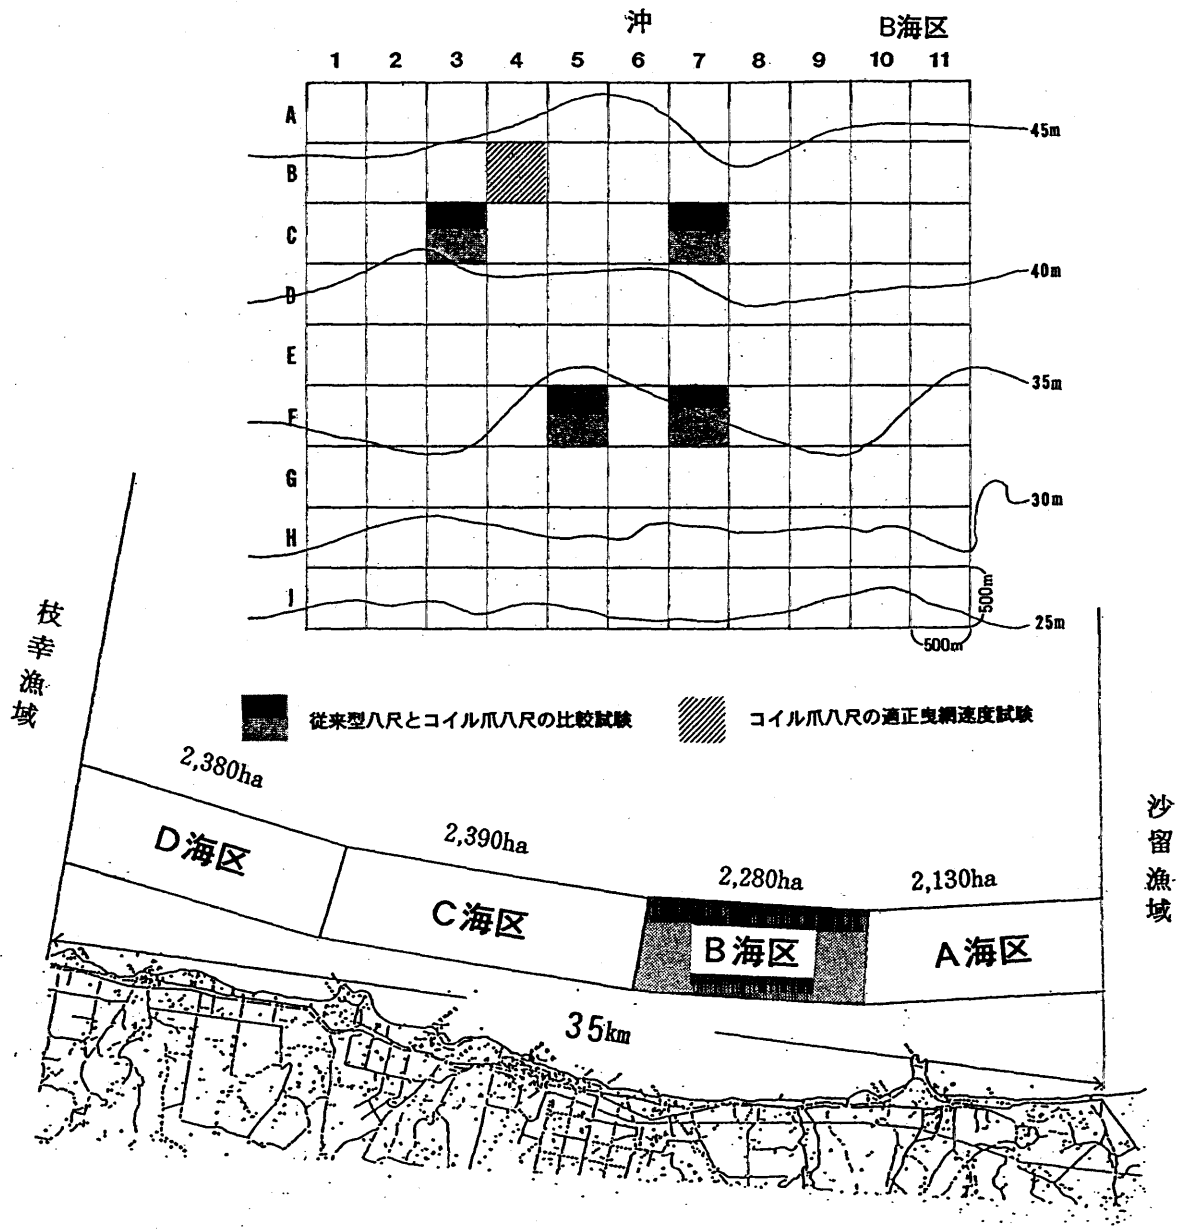 沖
B海区
1 2 3 4 5 6 7 8 9 10 11
A
45m
B
C
40m
D
E
35m
F
G
30m
H
I
500m
25m
500m
枝幸漁域
従来型八尺とコイル爪八尺の比較試験
コイル爪八尺の適正曳網速度試験
沙留漁域
2,380ha
2,390ha
2,280ha
2,130ha
D海区
C海区
B海区
A海区
35km